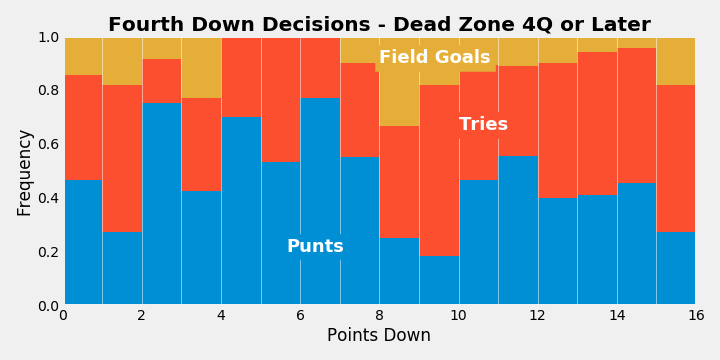 Fourth Down Decisions - Dead Zone 4Q or Later
1.0
0.8
0.6
0.4
0.2
0.0
Frequency
Field Goals
Tries
Punts
0 2 4 6 8 10 12 14 16
Points Down